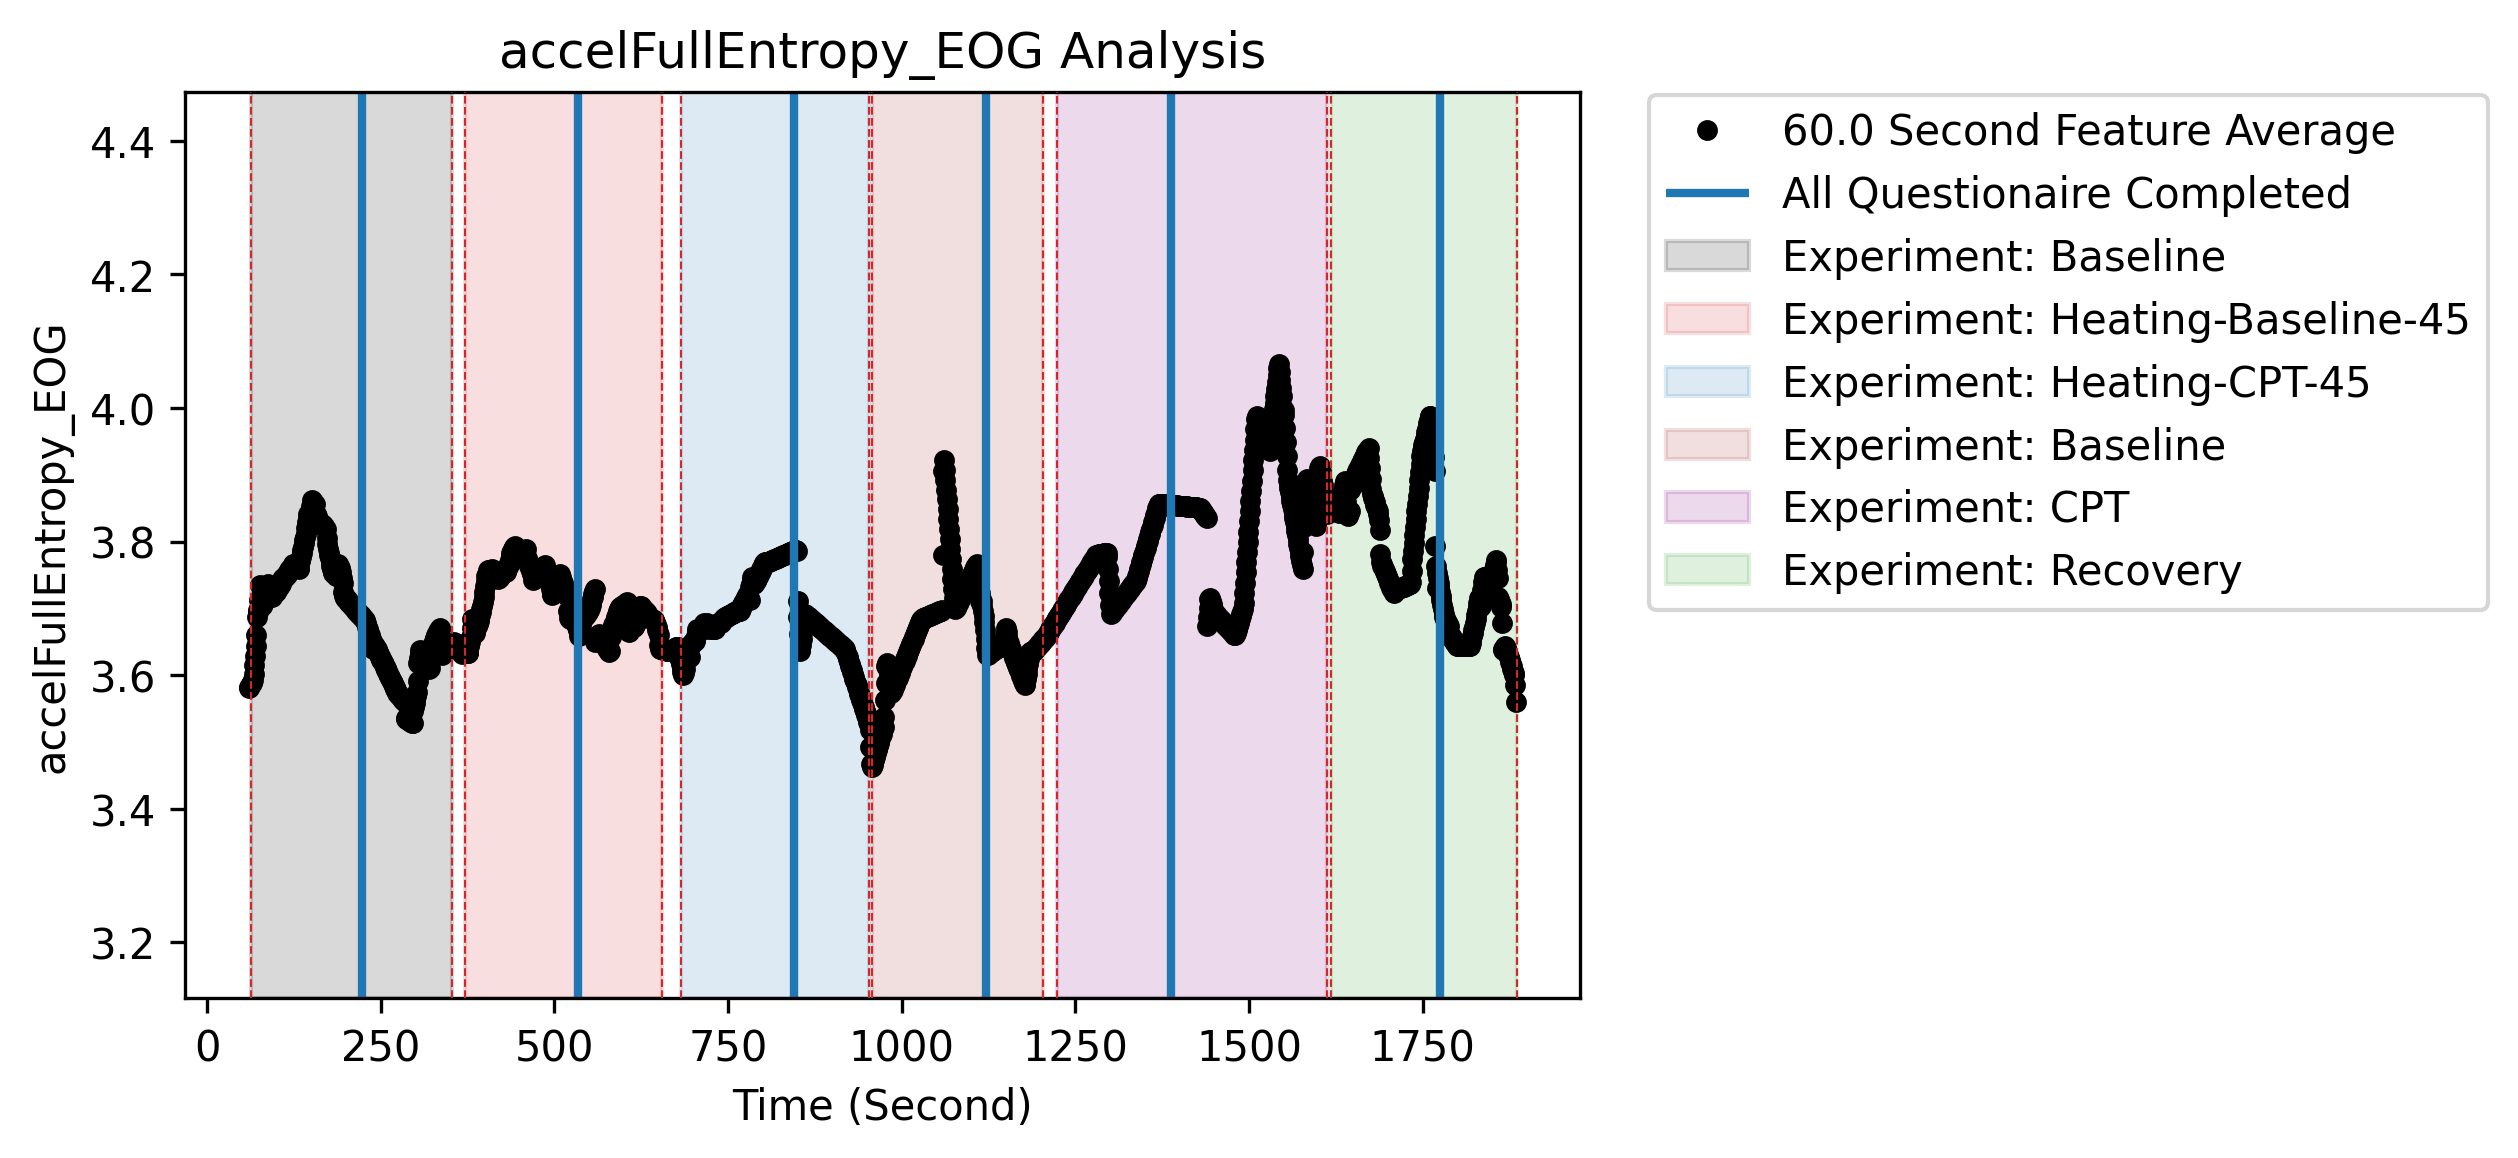 accelFullEntropy_EOG Analysis
accelFullEntropy_EOG
4.4
4.2
4.0
3.8
3.6
3.4
3.2
0 250 500 750 1000 1250 1500 1750
Time (Second)
60.0 Second Feature Average
All Questionaire Completed
Experiment: Baseline
Experiment: Heating-Baseline-45
Experiment: Heating-CPT-45
Experiment: Baseline
Experiment: CPT
Experiment: Recovery